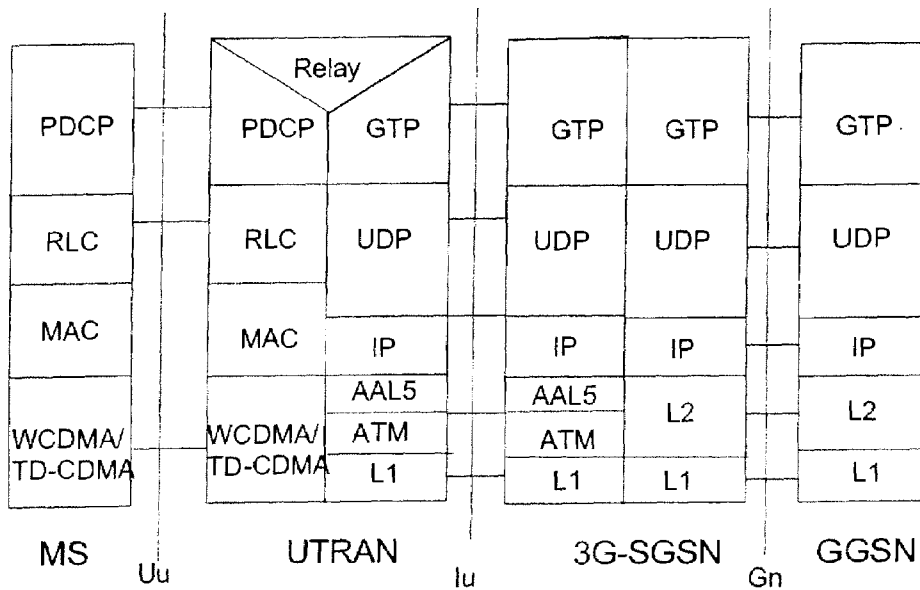 Relay
PDCP PDCP GTP GTP GTP GTP
RLC RLC UDP UDP UDP UDP
MAC MAC IP IP IP IP
AAL5 AAL5 L2 L2
WCDMA/ WCDMA/ ATM ATM
TD-CDMA TD-CDMA L1 L1 L1 L1
MS UTRAN 3G-SGSN GGSN
Uu Iu Gn